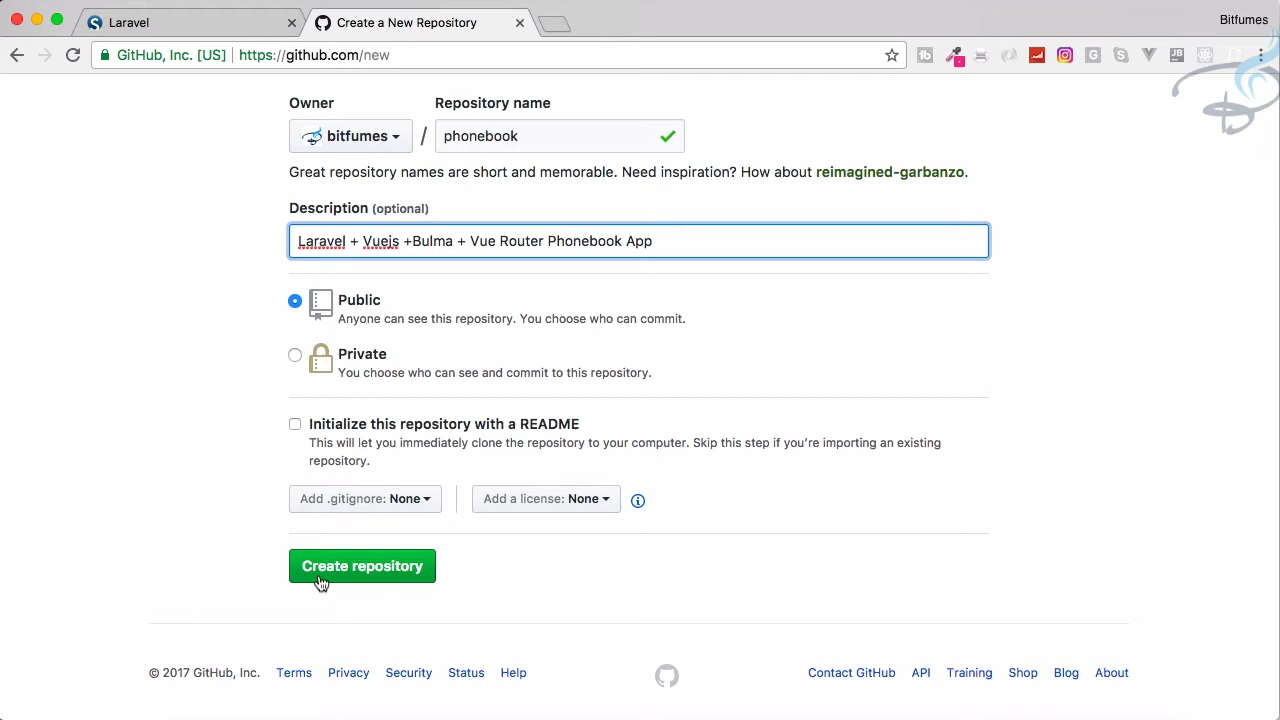 Laravel
Create a New Repository
Bitfumes
GitHub, Inc. [US]
https://github.com/new
Owner
Repository name
bitfumes
/
phonebook
Great repository names are short and memorable. Need inspiration? How about reimagined-garbanzo.
Description (optional)
Laravel + Vuejs +Bulma + Vue Router Phonebook App
Public
Anyone can see this repository. You choose who can commit.
Private
You choose who can see and commit to this repository.
Initialize this repository with a README
This will let you immediately clone the repository to your computer. Skip this step if you’re importing an existing
repository.
Add .gitignore: None
Add a license: None
Create repository
© 2017 GitHub, Inc.
Terms
Privacy
Security
Status
Help
Contact GitHub
API
Training
Shop
Blog
About